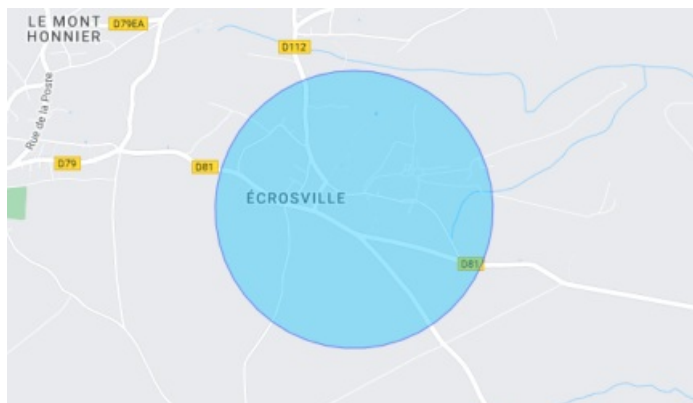 LE MONT
HONNIER
D79EA
D112
Rue de la Poste
D79
D81
ÉCROSVILLE
D81